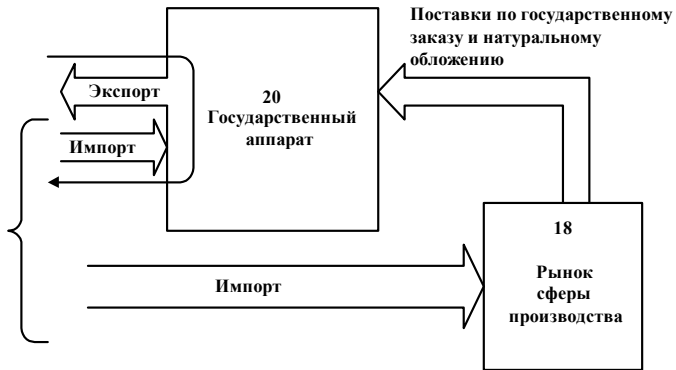 Поставки по государственному
заказу и натуральному
обложению
Экспорт
20
Государственный
аппарат
Импорт
18
Рынок
сферы
производства
Импорт